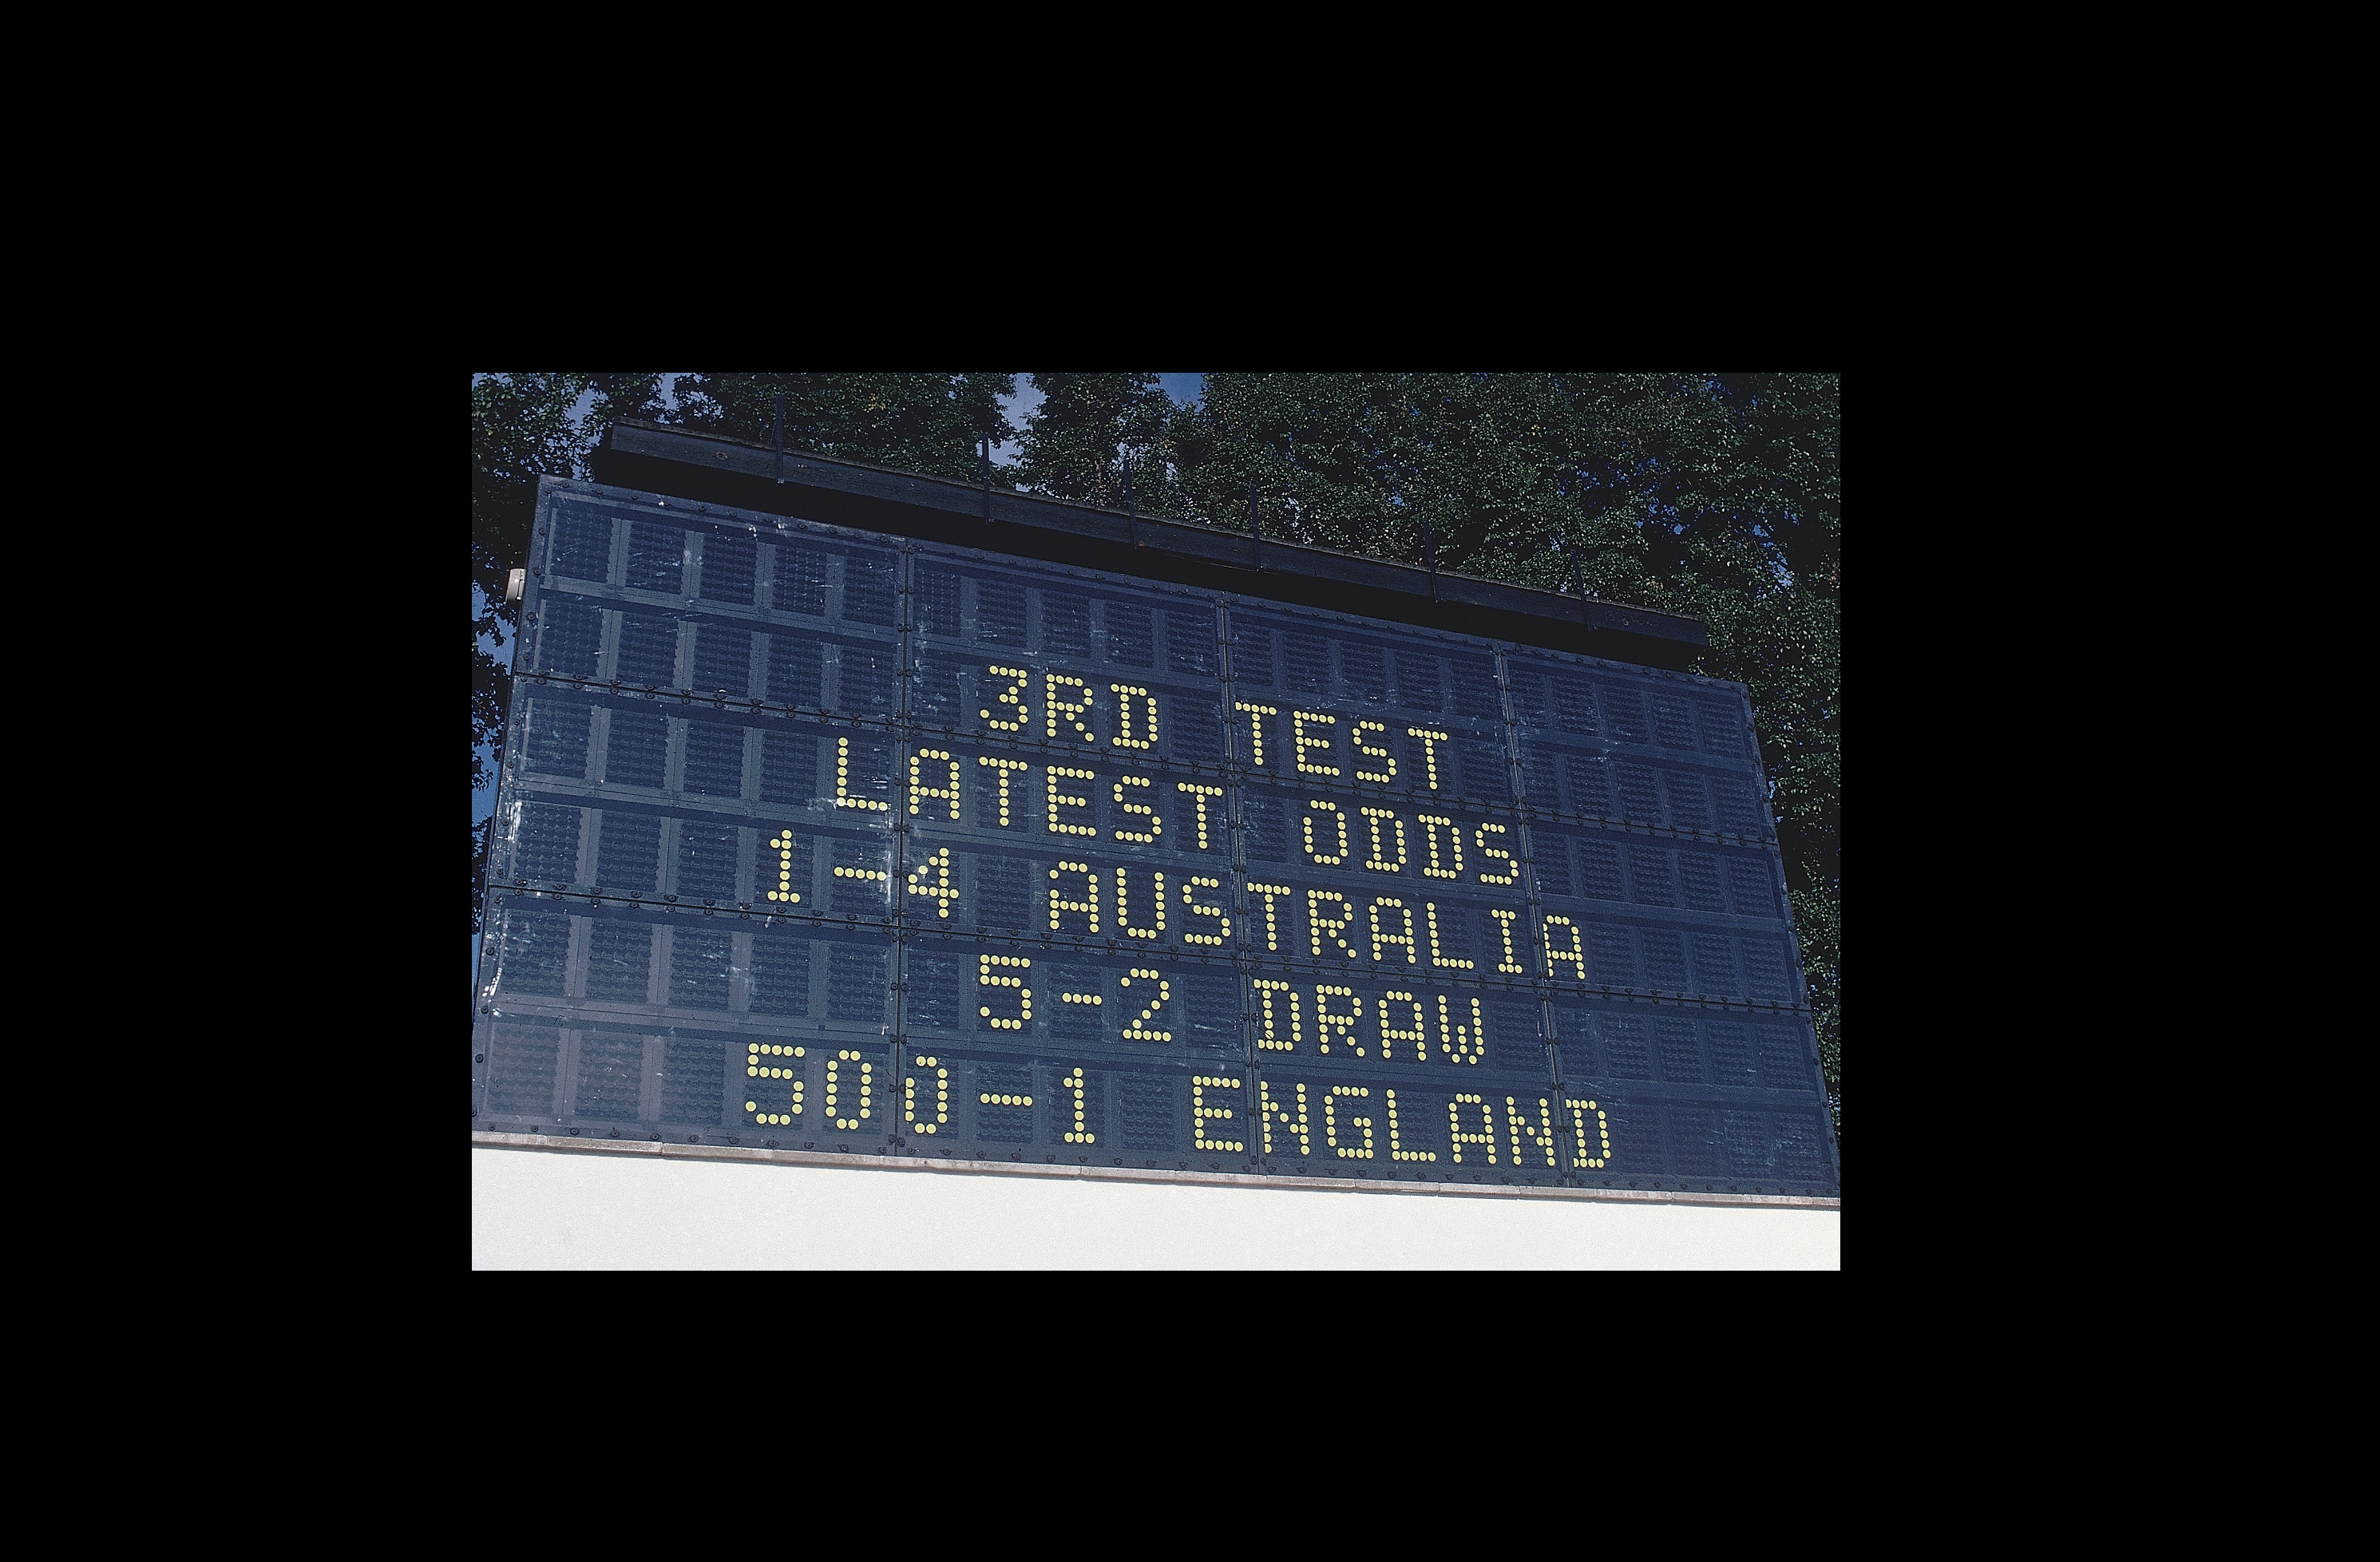 3RD TEST
LATEST ODDS
1-4 AUSTRALIA
5-2 DRAW
500-1 ENGLAND